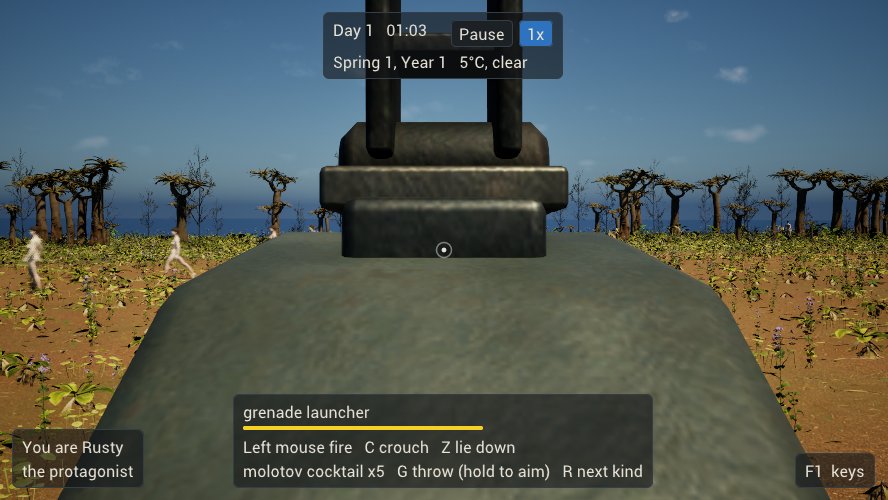 Day 1 01:03 Pause 1x
Spring 1, Year 1 5°C, clear
grenade launcher
Left mouse fire C crouch Z lie down
molotov cocktail x5 G throw (hold to aim) R next kind
You are Rusty
the protagonist
F1 keys